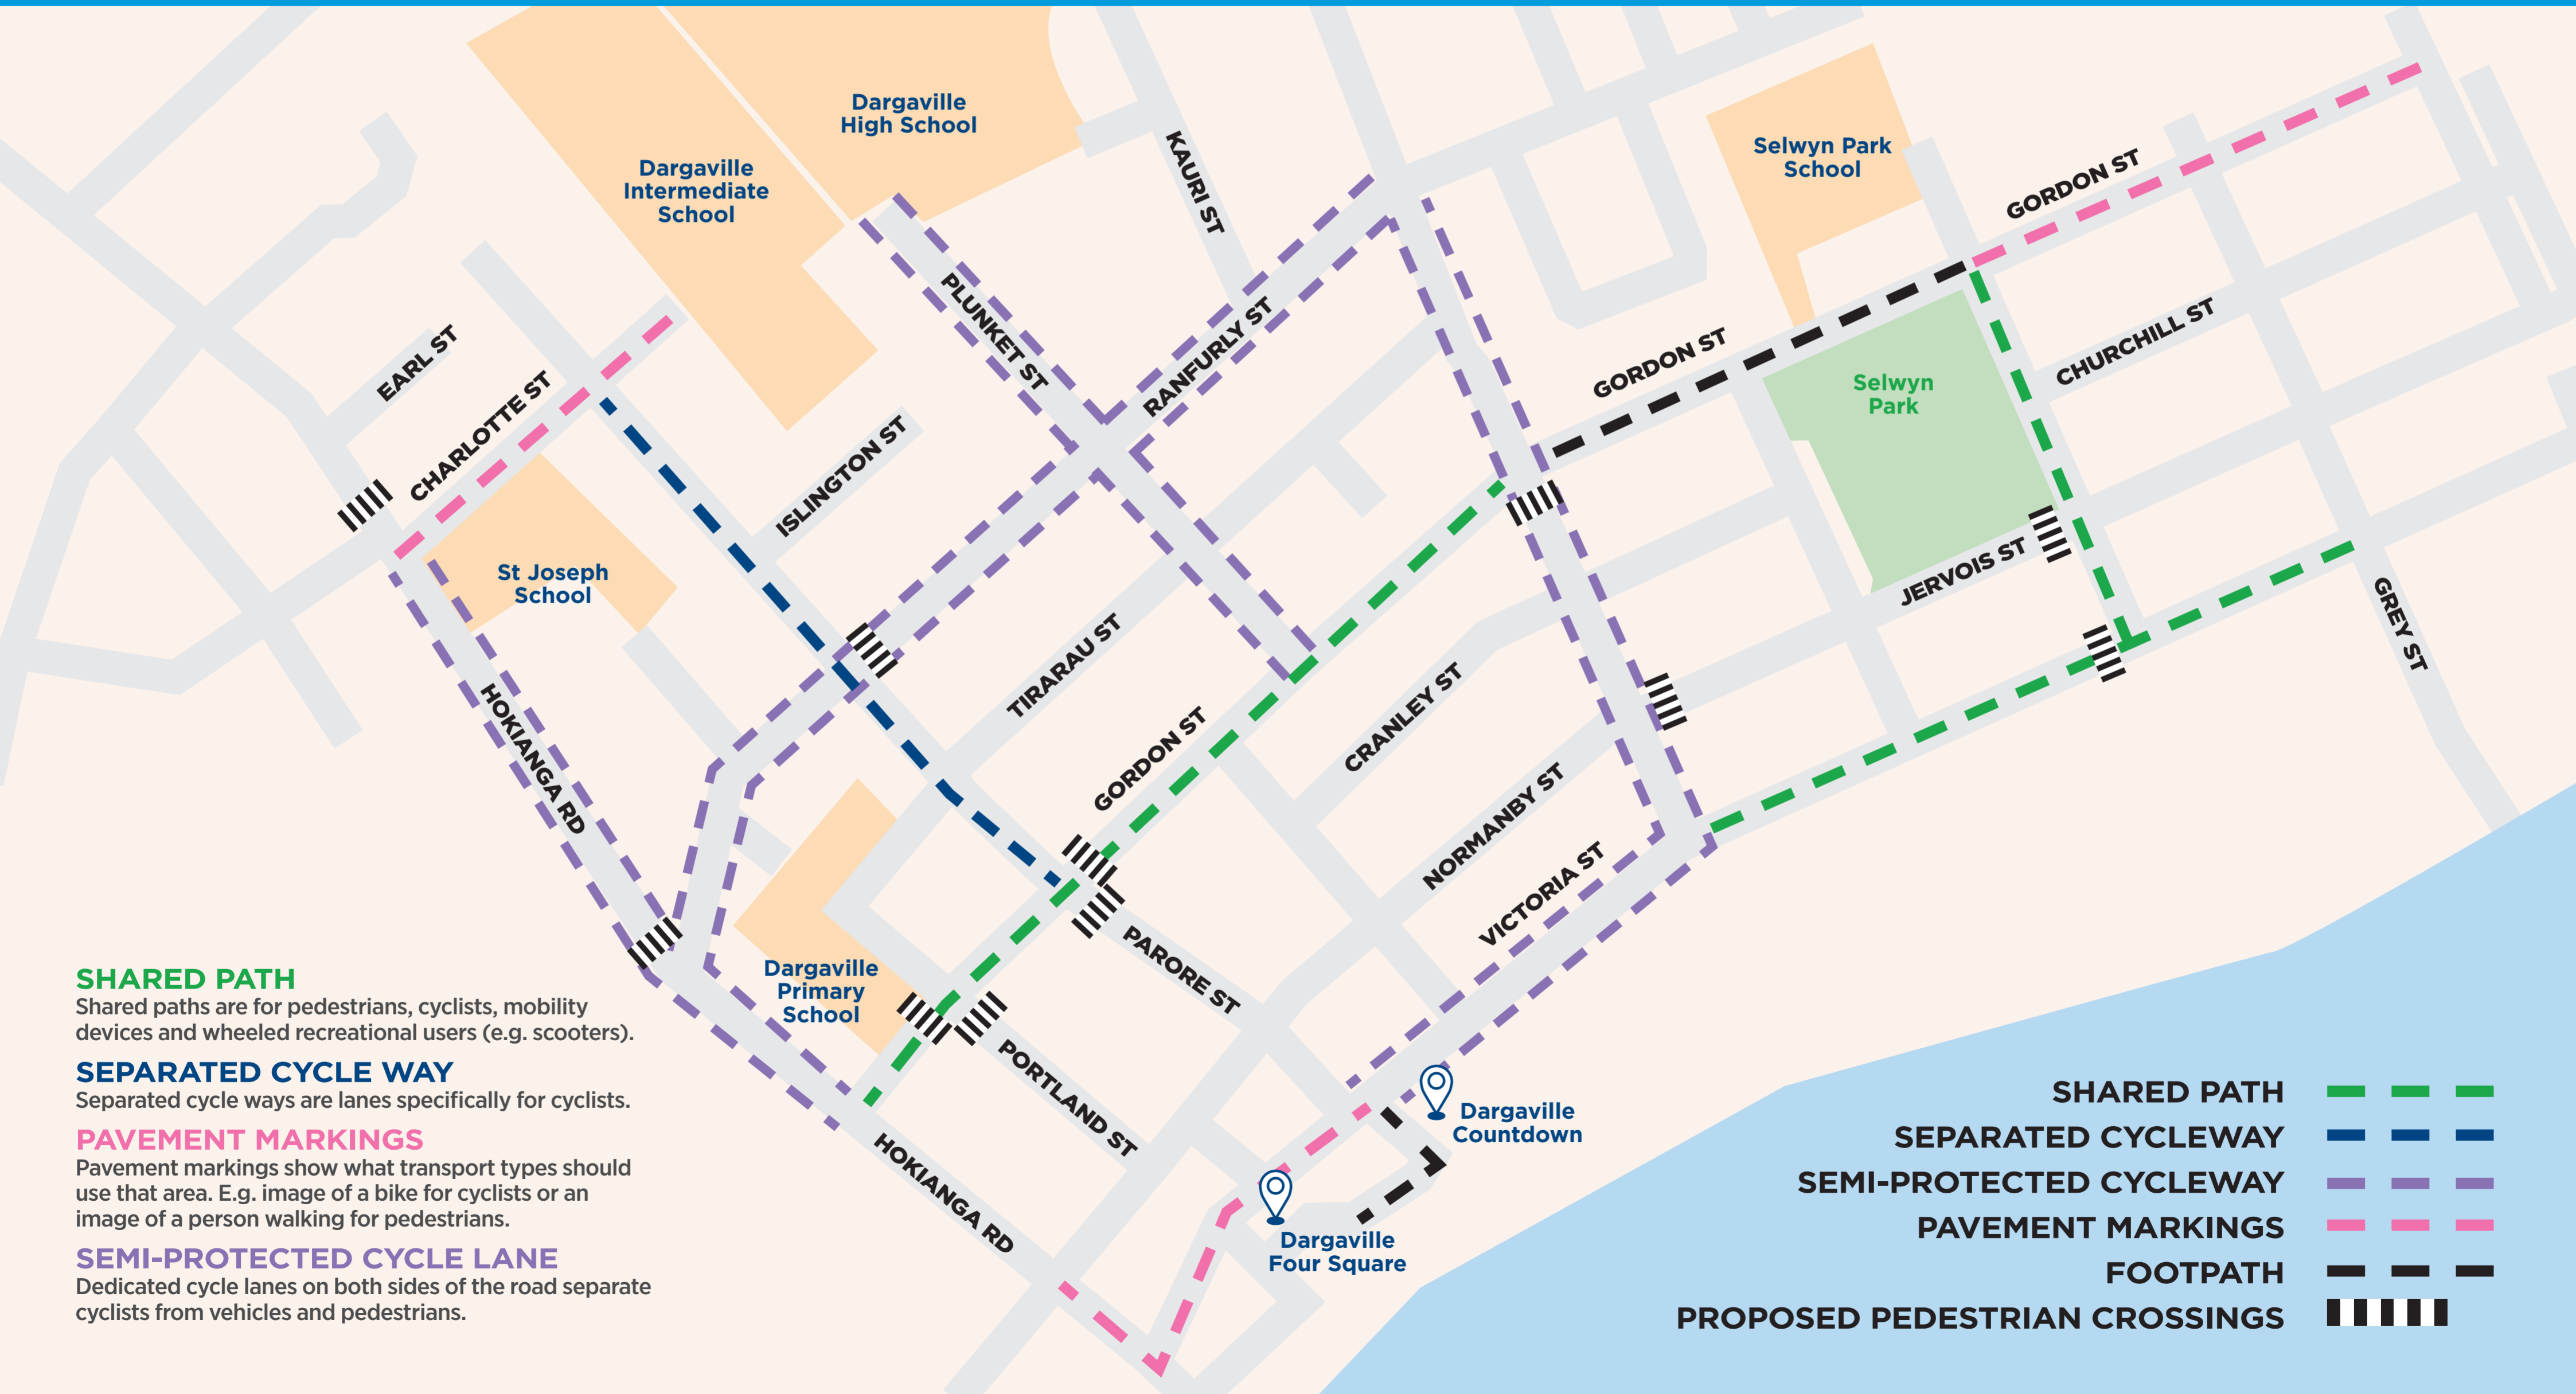 Dargaville
High School
Dargaville
Intermediate
School
KAURI ST
Selwyn Park
School
GORDON ST
PLUNKET ST
RANFURLY ST
EARL ST
CHARLOTTE ST
GORDON ST
CHURCHILL ST
Selwyn
Park
ISLINGTON ST
St Joseph
School
JERVOIS ST
GREY ST
TIRARAU ST
HOKIANGA RD
GORDON ST
CRANLEY ST
NORMANBY ST
VICTORIA ST
PARORE ST
Dargaville
Primary
School
PORTLAND ST
HOKIANGA RD
Dargaville
Countdown
Dargaville
Four Square
SHARED PATH
Shared paths are for pedestrians, cyclists, mobility
devices and wheeled recreational users (e.g. scooters).
SEPARATED CYCLE WAY
Separated cycle ways are lanes specifically for cyclists.
PAVEMENT MARKINGS
Pavement markings show what transport types should
use that area. E.g. image of a bike for cyclists or an
image of a person walking for pedestrians.
SEMI-PROTECTED CYCLE LANE
Dedicated cycle lanes on both sides of the road separate
cyclists from vehicles and pedestrians.
SHARED PATH
SEPARATED CYCLEWAY
SEMI-PROTECTED CYCLEWAY
PAVEMENT MARKINGS
FOOTPATH
PROPOSED PEDESTRIAN CROSSINGS